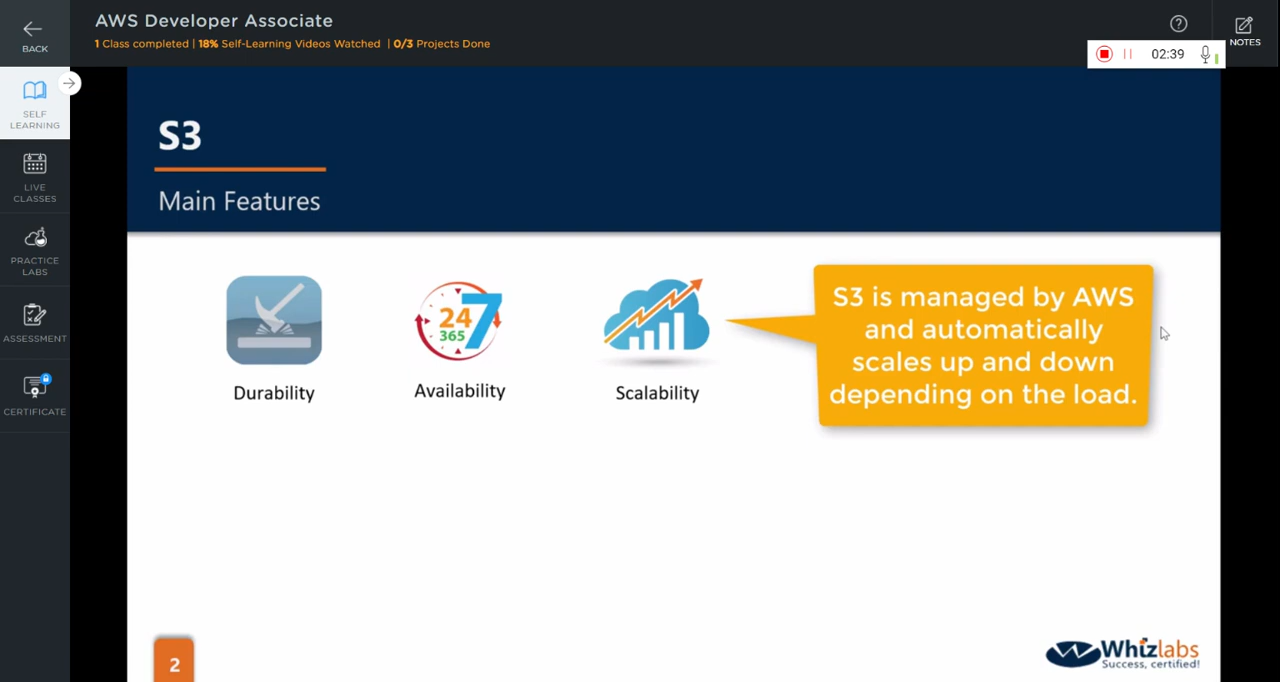 BACK
AWS Developer Associate
1 Class completed | 18% Self-Learning Videos Watched | 0/3 Projects Done
?
NOTES
02:39
SELF
LEARNING
LIVE
CLASSES
PRACTICE
LABS
ASSESSMENT
CERTIFICATE
S3
Main Features
24
7
365
Durability
Availability
Scalability
S3 is managed by AWS
and automatically
scales up and down
depending on the load.
2
Whizlabs
Success, certified!